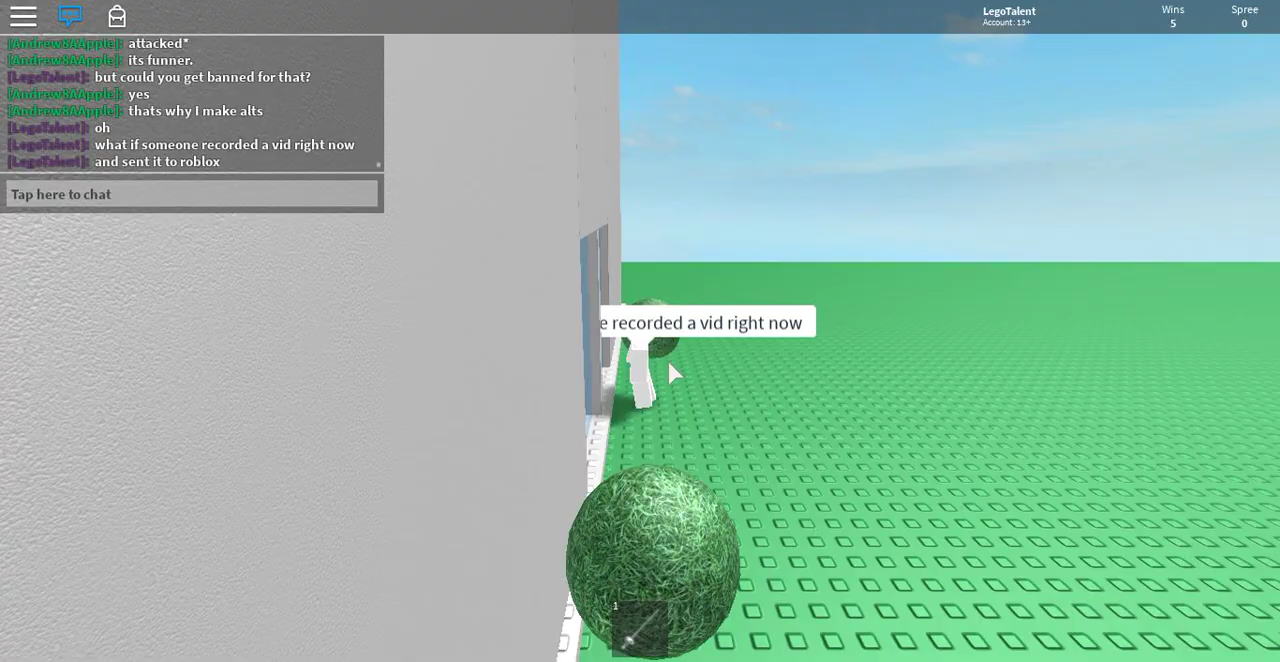 LegoTalent
Account: 13+
Wins
5
Spree
0
[Andrew8AApple]: attacked*
[Andrew8AApple]: its funner.
[LegoTalent]: but could you get banned for that?
[Andrew8AApple]: yes
[Andrew8AApple]: thats why I make alts
[LegoTalent]: oh
[LegoTalent]: what if someone recorded a vid right now
[LegoTalent]: and sent it to roblox
Tap here to chat
e recorded a vid right now
1